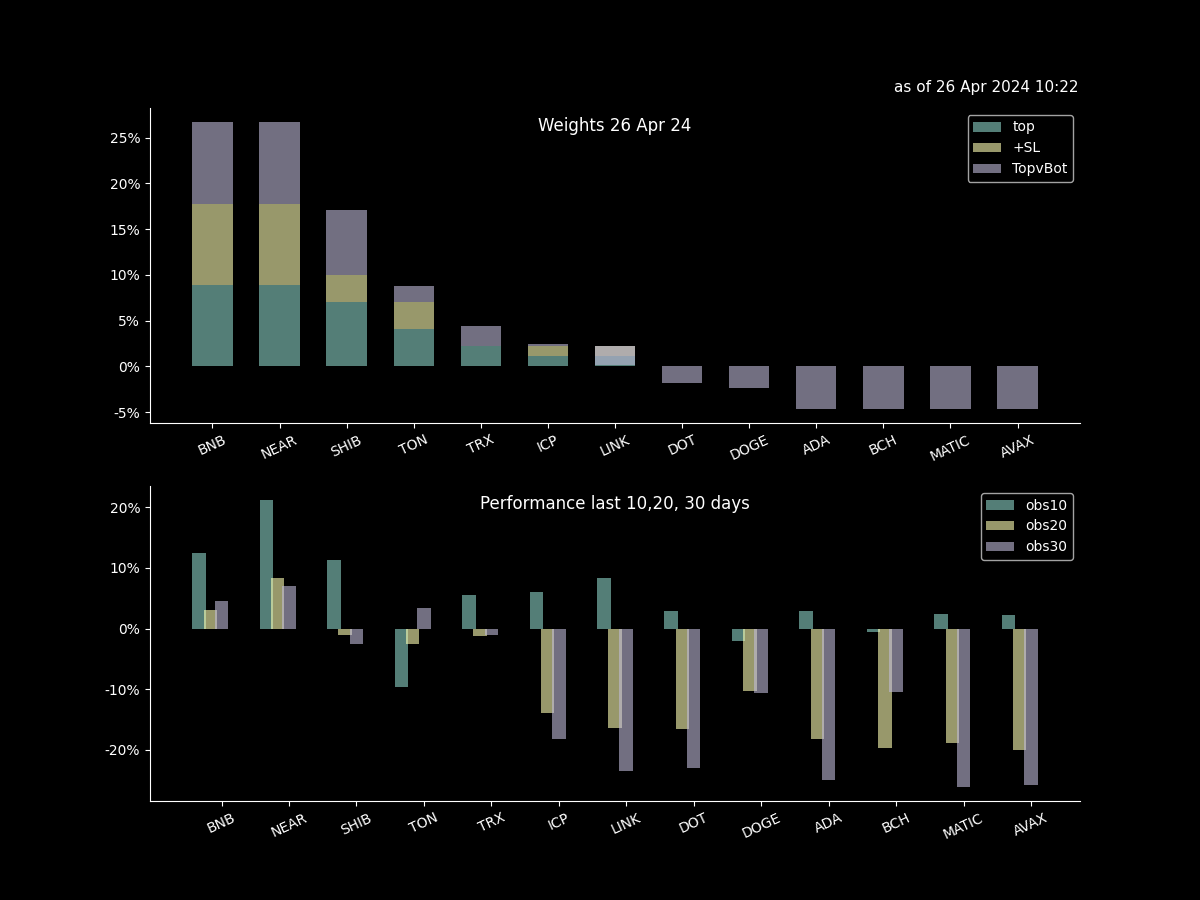 as of 26 Apr 2024 10:22
Weights 26 Apr 24
top
+SL
TopvBot
25%
20%
15%
10%
5%
0%
-5%
BNB NEAR SHIB TON TRX ICP LINK DOT DOGE ADA BCH MATIC AVAX
Performance last 10,20, 30 days
obs10
obs20
obs30
20%
10%
0%
-10%
-20%
BNB NEAR SHIB TON TRX ICP LINK DOT DOGE ADA BCH MATIC AVAX